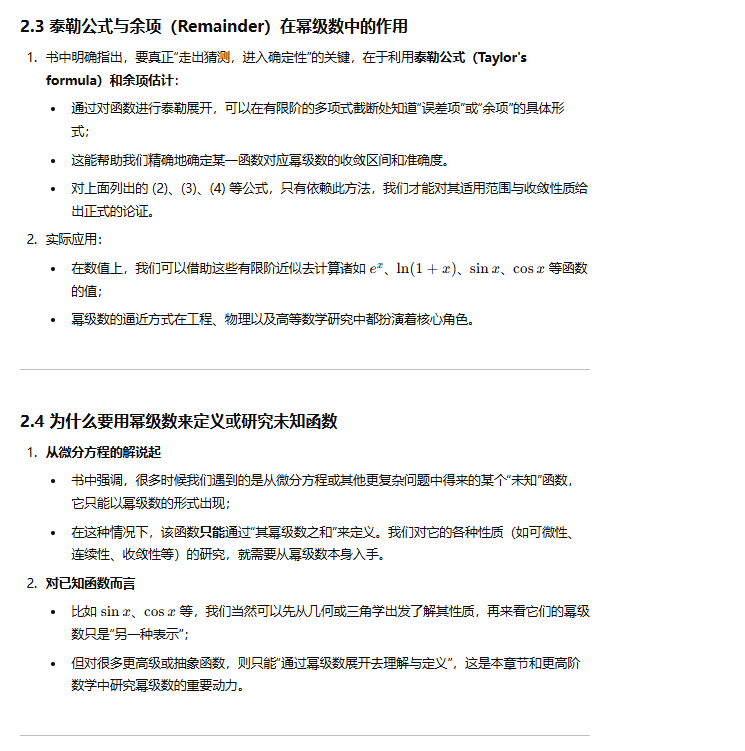 2.3 泰勒公式与余项（Remainder）在幂级数中的作用
1. 书中明确指出，要真正“走出猜测，进入确定性”的关键，在于利用泰勒公式（Taylor's
formula）和余项估计：
• 通过对函数进行泰勒展开，可以在有限阶的多项式截断处知道“误差项”或“余项”的具体形
式；
• 这能帮助我们精确地确定某一函数对应幂级数的收敛区间和准确度。
• 对上面列出的 (2)、(3)、(4) 等公式，只有依赖此方法，我们才能对其适用范围与收敛性质给
出正式的论证。
2. 实际应用：
• 在数值上，我们可以借助这些有限阶近似去计算诸如 e^x、ln(1 + x)、sin x、cos x 等函数
的值；
• 幂级数的逼近方式在工程、物理以及高等数学研究中都扮演着核心角色。
2.4 为什么要用幂级数来定义或研究未知函数
1. 从微分方程的解说起
• 书中强调，很多时候我们遇到的是从微分方程或其他更复杂问题中得来的某个“未知”函数，
它只能以幂级数的形式出现；
• 在这种情况下，该函数只能通过“其幂级数之和”来定义。我们对它的各种性质（如可微性、
连续性、收敛性等）的研究，就需要从幂级数本身入手。
2. 对已知函数而言
• 比如 sin x、cos x 等，我们当然可以先从几何或三角学出发了解其性质，再来看它们的幂级
数只是“另一种表示”；
• 但对很多更高级或抽象函数，则只能“通过幂级数展开去理解与定义”，这是本章节和更高阶
数学中研究幂级数的重要动力。